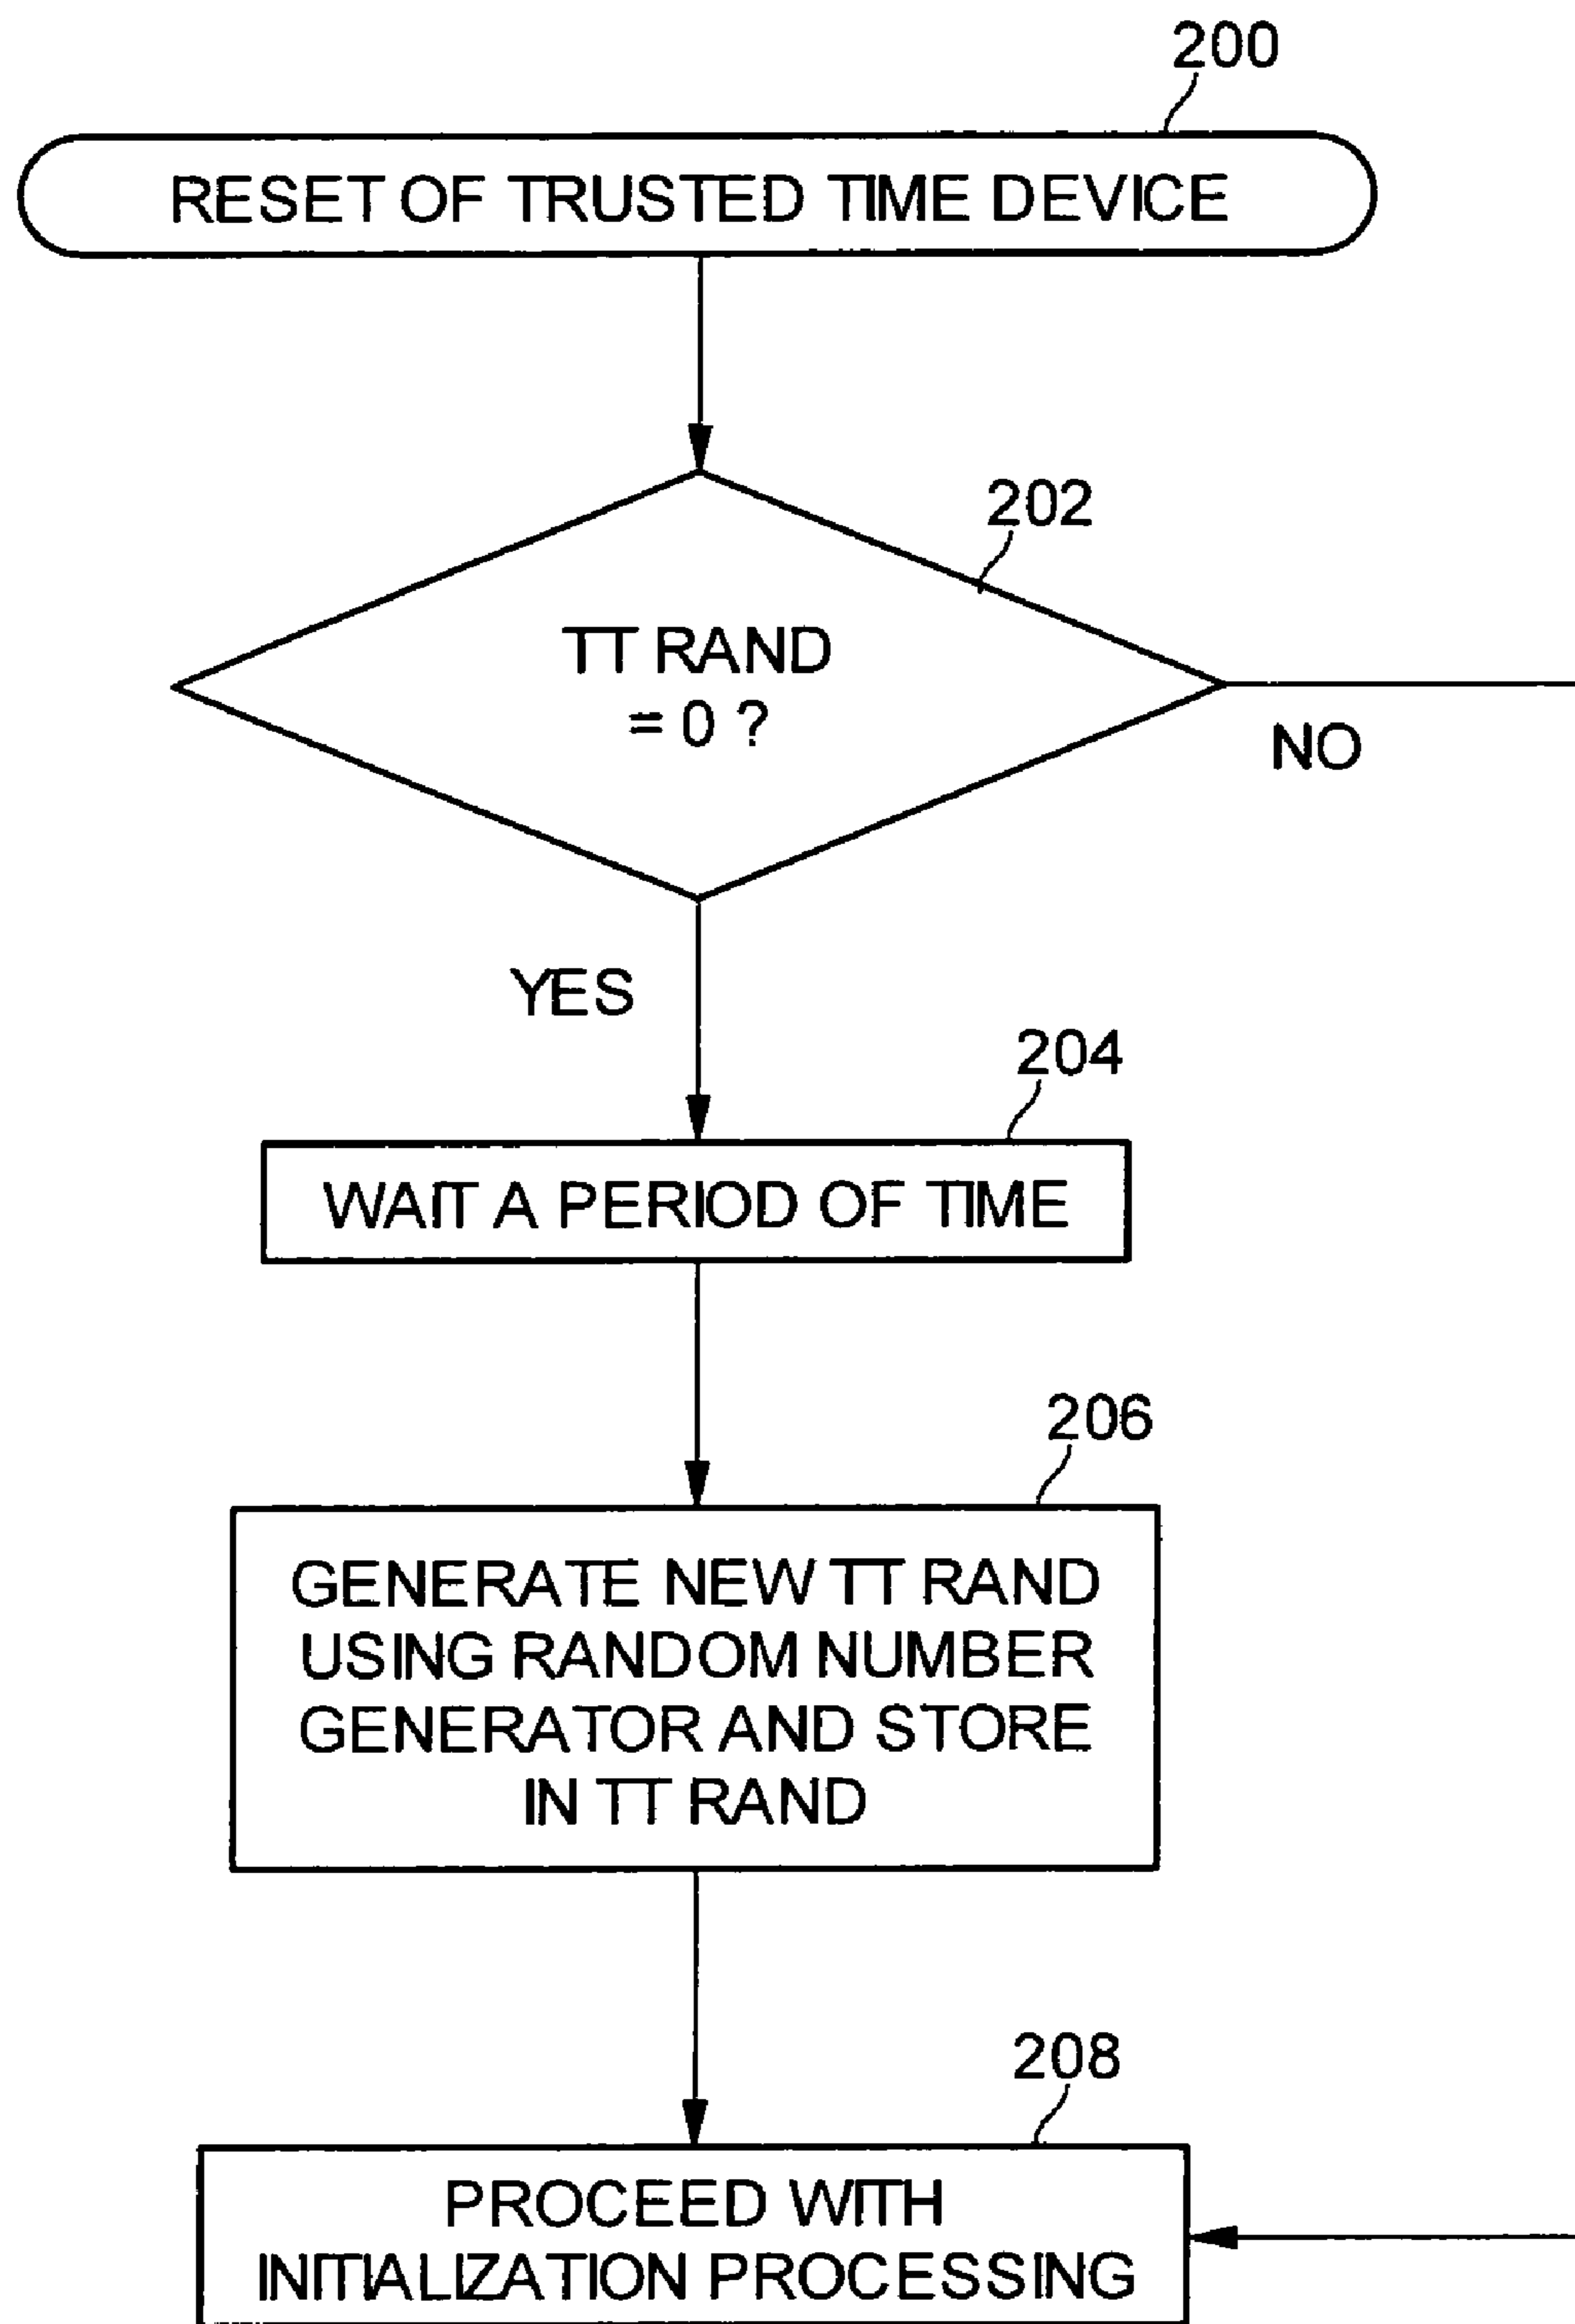 200
RESET OF TRUSTED TIME DEVICE
202
TT RAND
= 0 ?
NO
YES
204
WAIT A PERIOD OF TIME
206
GENERATE NEW TT RAND
USING RANDOM NUMBER
GENERATOR AND STORE
IN TT RAND
208
PROCEED WITH
INITIALIZATION PROCESSING